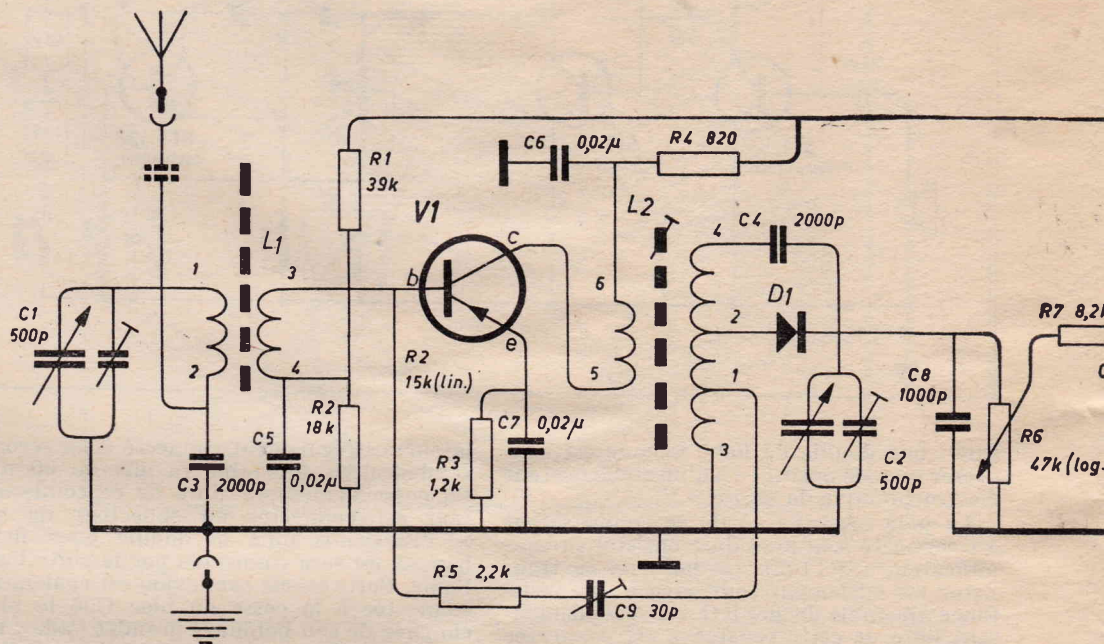 C6 0,02µ
R4 820
R1
39k
V1
L2
C4 2000p
4
L1
c
1
3
b
6
D1
2
C1
500p
R7 8,2k
e
R2
15k(lin.)
5
1
2
4
C8
1000p
R2
18k
C5
C7 0,02µ
R6
3
R3
1,2k
C2
500p
47k(log.
C3 2000p
0,02µ
R5 2,2k
C9 30p